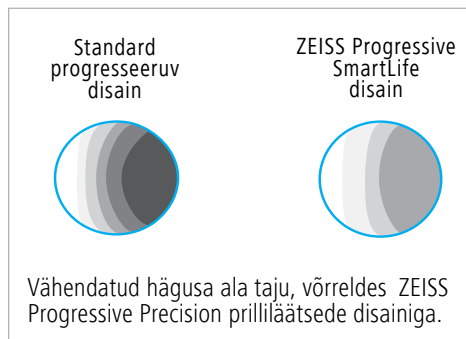 Standard
progresseeruv
disain
ZEISS Progressive
SmartLife
disain
Vähendatud hägusa ala taju, võrreldes ZEISS
Progressive Precision prilliläätsede disainiga.